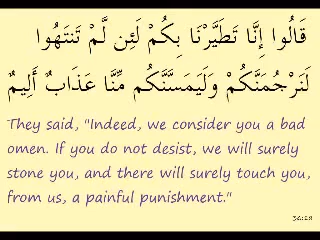 قَالُوا إِنَّا تَطَيَّرْنَا بِكُمْ لَئِن لَّمْ تَنتَهُوا
لَنَرْجُمَنَّكُمْ وَلَيَمَسَّنَّكُم مِّنَّا عَذَابٌ أَلِيمٌ
They said, "Indeed, we consider you a bad
omen. If you do not desist, we will surely
stone you, and there will surely touch you,
from us, a painful punishment."
36:18